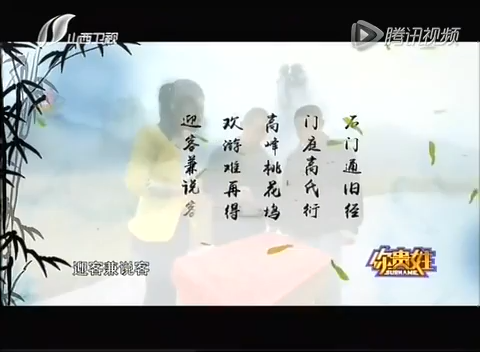 山西卫视
腾讯视频
石门通旧径
门庭高氏衍
高峰桃花坞
欢游难再得
迎客兼说客
迎客兼说客
你贵姓
SURNAME